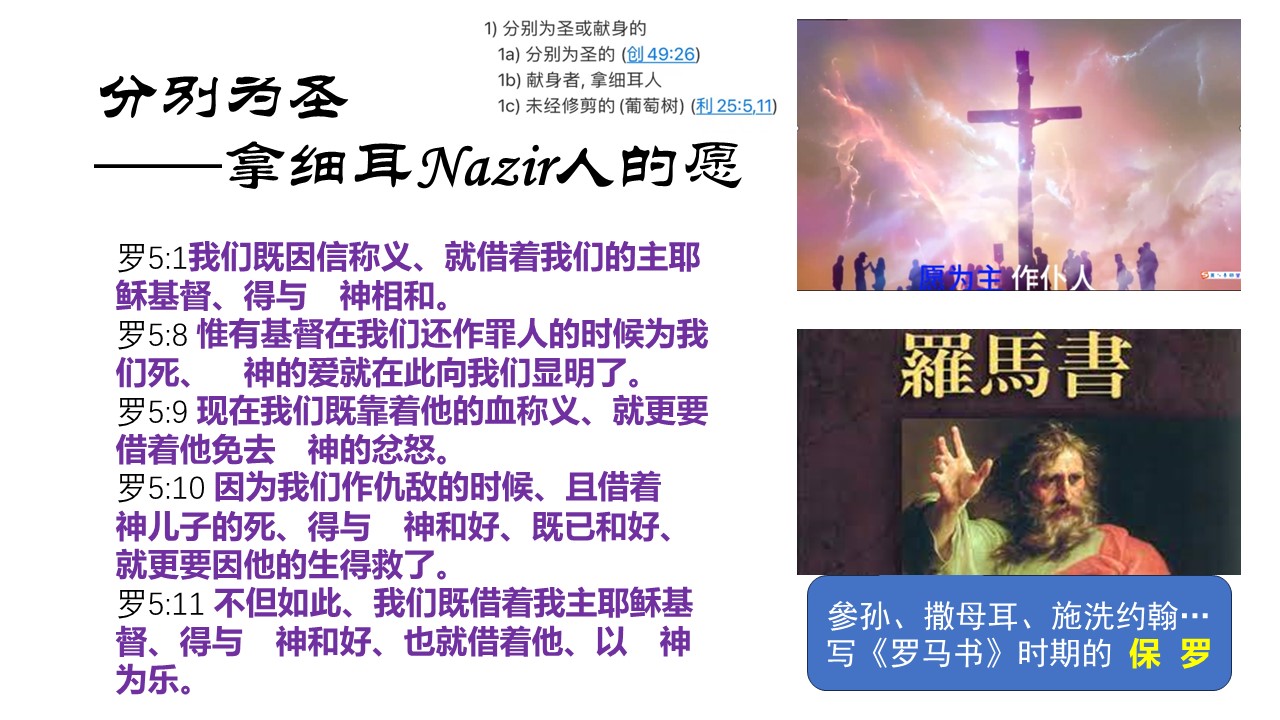 1) 分别为圣或献身的
1a) 分别为圣的 (创 49:26)
1b) 献身者, 拿细耳人
1c) 未经修剪的 (葡萄树) (利 25:5,11)
分别为圣
——拿细耳Nazir人的愿
罗5:1我们既因信称义、就借着我们的主耶
稣基督、得与　神相和。
罗5:8 惟有基督在我们还作罪人的时候为我
们死、　神的爱就在此向我们显明了。
罗5:9 现在我们既靠着他的血称义、就更要
借着他免去　神的忿怒。
罗5:10 因为我们作仇敌的时候、且借着
神儿子的死、得与　神和好、既已和好、
就更要因他的生得救了。
罗5:11 不但如此、我们既借着我主耶稣基
督、得与　神和好、也就借着他、以　神
为乐。
愿为主 作仆人
羅馬書
參孙、撒母耳、施洗约翰…
写《罗马书》时期的 保 罗